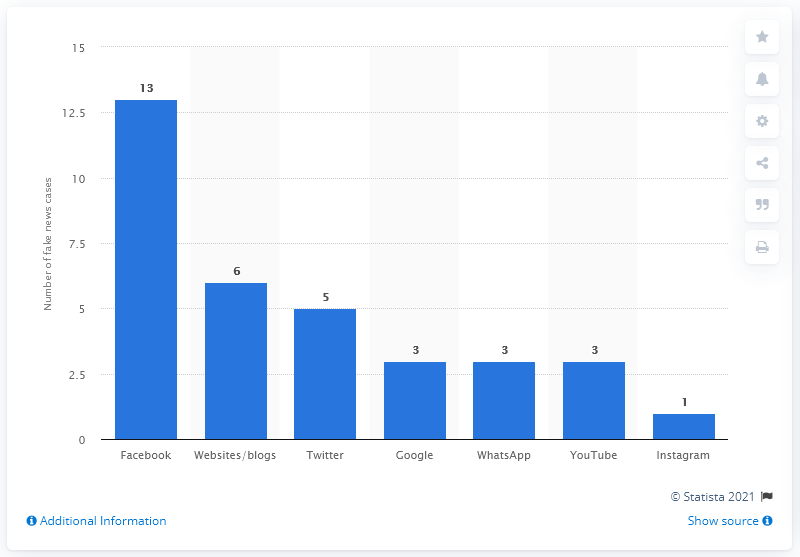 15
12.5
10
7.5
5
2.5
0
Number of fake news cases
13
6
5
3
3
3
1
Facebook
Websites/blogs
Twitter
Google
WhatsApp
YouTube
Instagram
© Statista 2021
Additional Information
Show source